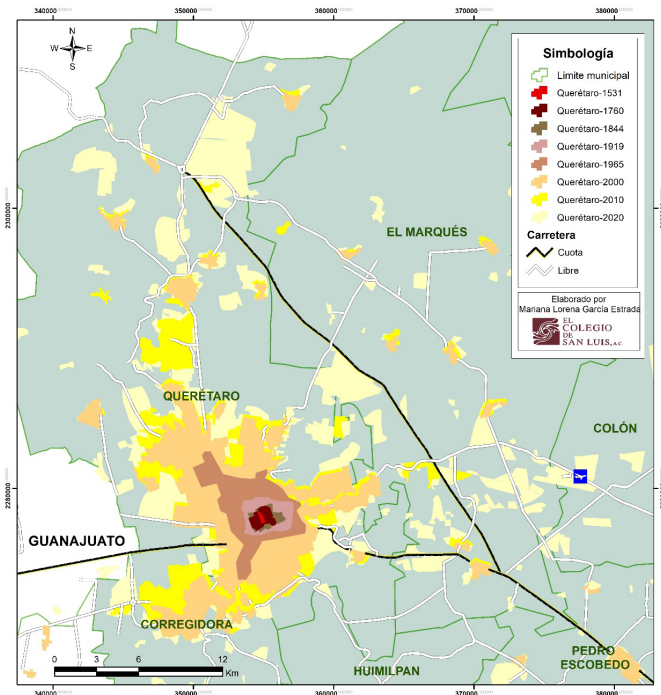 340000 350000 360000 370000 380000
N
W E
S
Simbología
Límite municipal
Querétaro-1531
Querétaro-1760
Querétaro-1844
Querétaro-1919
Querétaro-1965
Querétaro-2000
Querétaro-2010
Querétaro-2020
Carretera
Cuota
Libre
Elaborado por
Mariana Lorena García Estrada
EL
COLEGIO
DE
SAN LUIS, A.C
2300000
EL MARQUÉS
QUERÉTARO
COLÓN
2280000
GUANAJUATO
CORREGIDORA
PEDRO
ESCOBEDO
HUIMILPAN
0 3 6 12
Km
340000 350000 360000 370000 380000